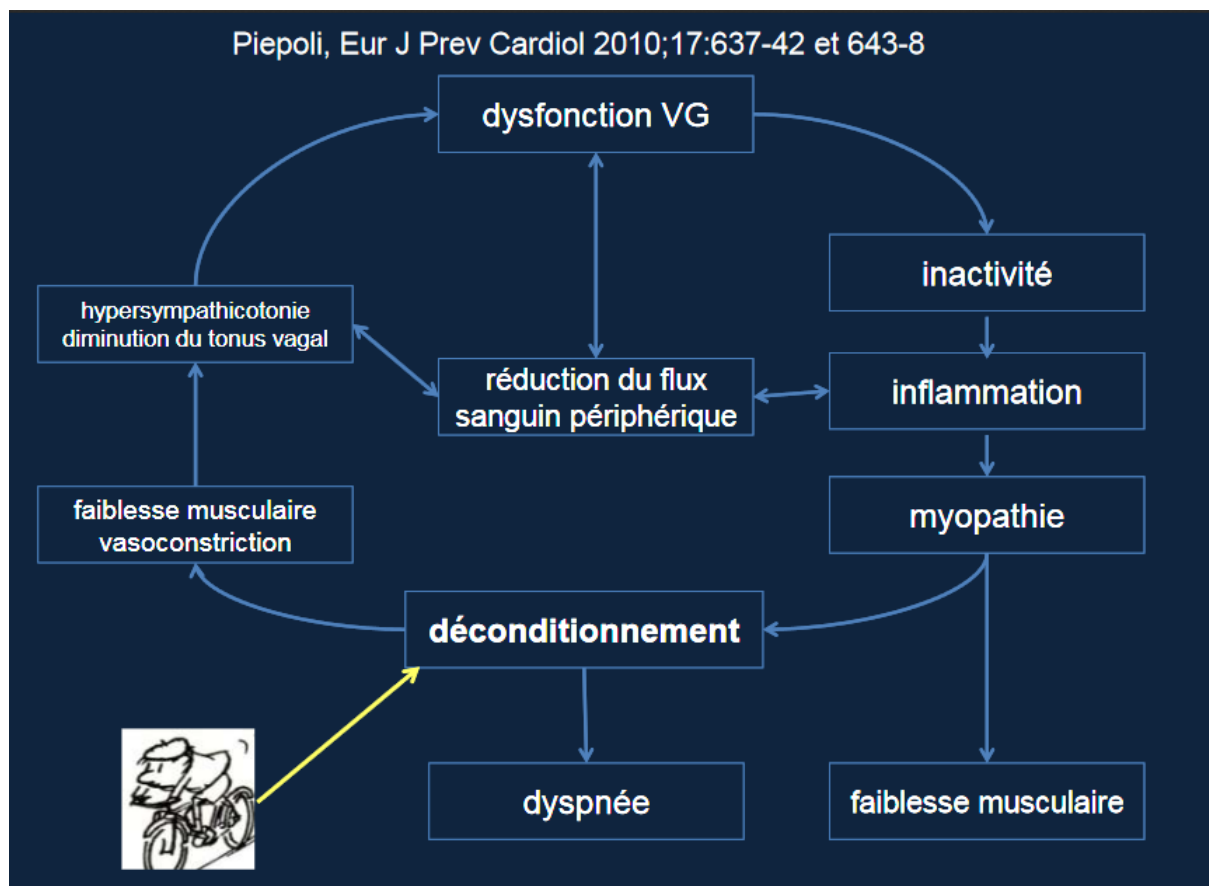 Piepoli, Eur J Prev Cardiol 2010;17:637-42 et 643-8
dysfonction VG
inactivité
hypersympathicotonie
diminution du tonus vagal
réduction du flux
sanguin périphérique
inflammation
faiblesse musculaire
vasoconstriction
myopathie
déconditionnement
dyspnée
faiblesse musculaire